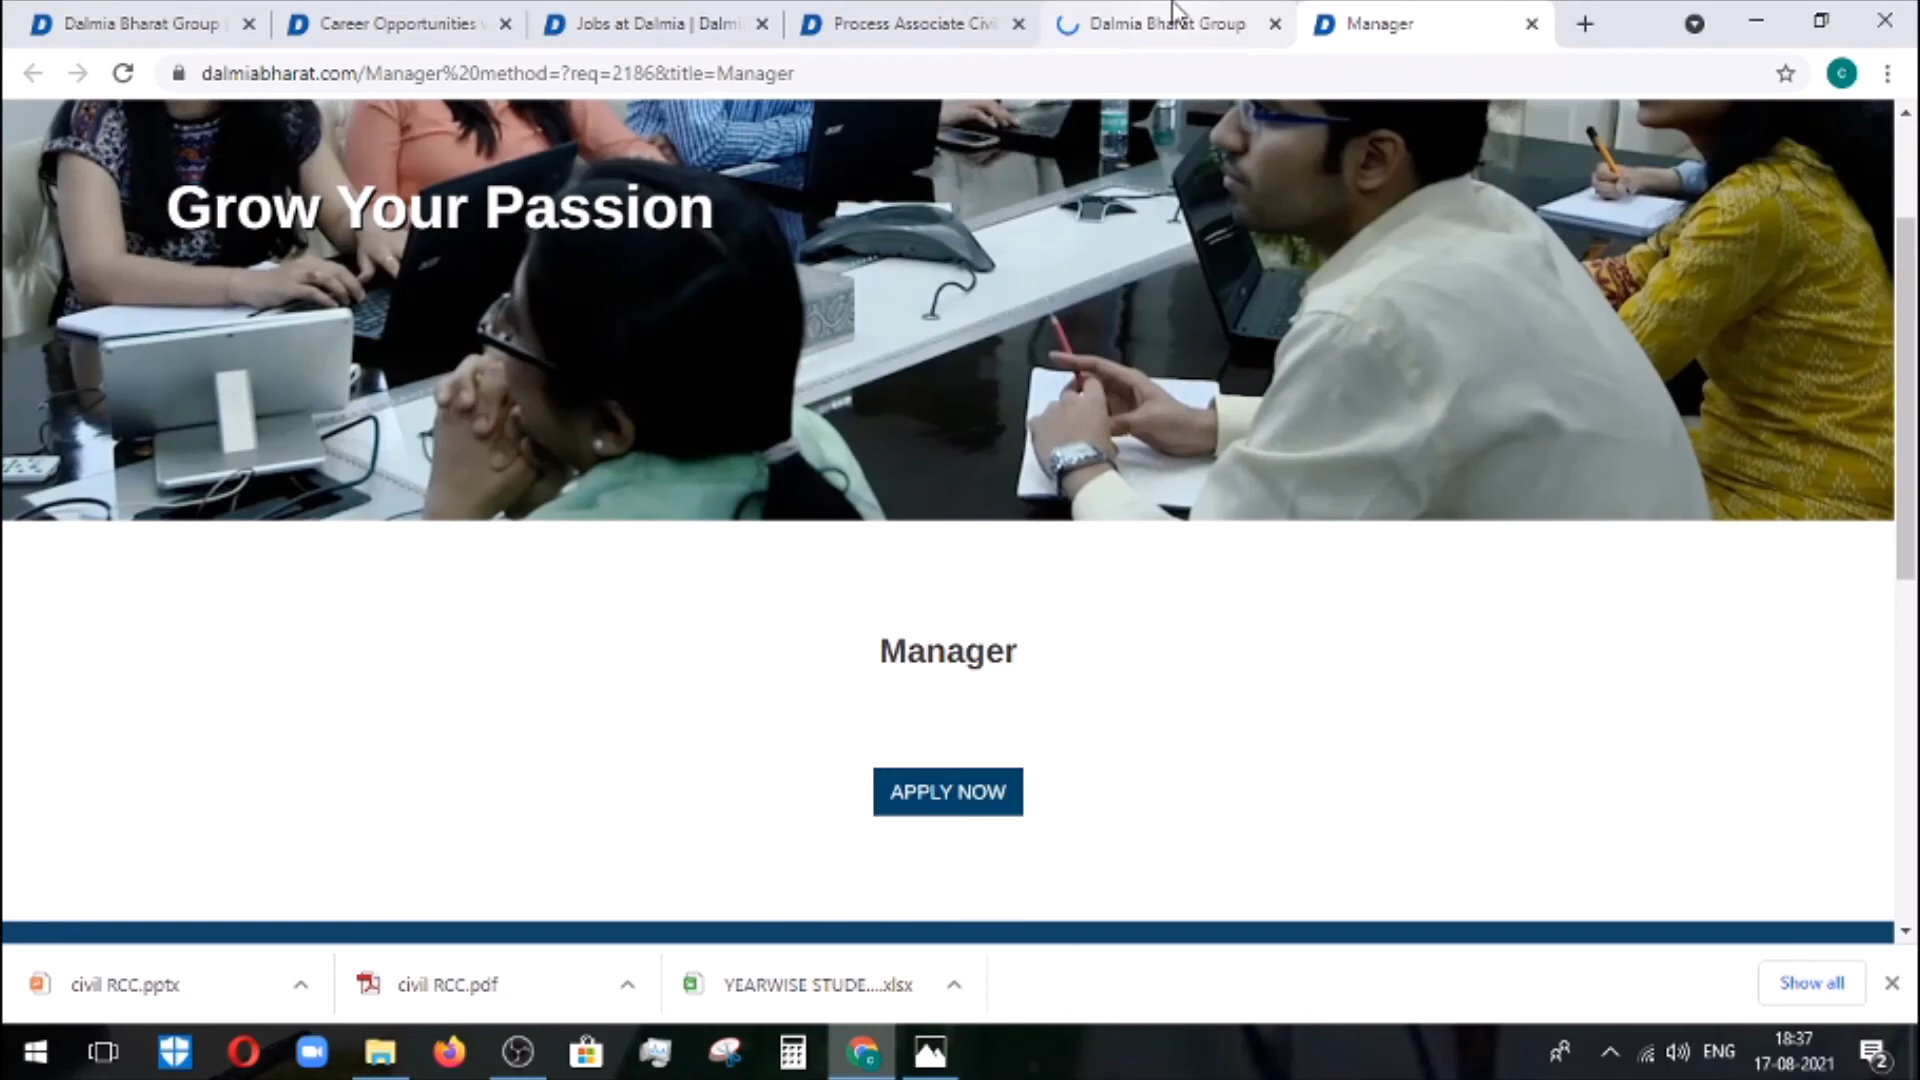 Dalmia Bharat Group
Career Opportunities
Jobs at Dalmia | Dalmi
Process Associate Civi
Dalmia Bharat Group
Manager
dalmiabharat.com/Manager%20method=?req=2186&title=Manager
C
Grow Your Passion
Manager
APPLY NOW
civil RCC.pptx
civil RCC.pdf
YEARWISE STUDE....xlsx
Show all
ENG
18:37
17-08-2021
2